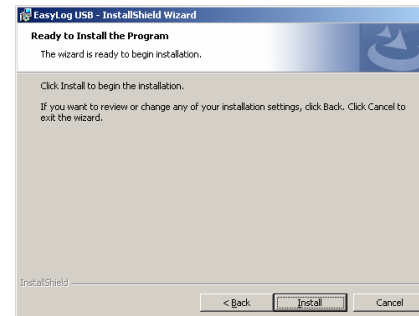 EasyLog USB - InstallShield Wizard
Ready to Install the Program
The wizard is ready to begin installation.
Click Install to begin the installation.
If you want to review or change any of your installation settings, click Back. Click Cancel to
exit the wizard.
InstallShield
< Back Install Cancel